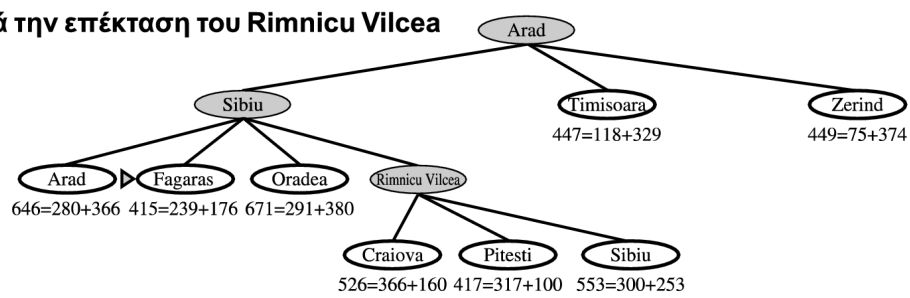 ά την επέκταση του Rimnicu Vilcea
Arad
Sibiu Timisoara Zerind
447=118+329 449=75+374
Arad Fagaras Oradea Rimnicu Vilcea
646=280+366 415=239+176 671=291+380
Craiova Pitesti Sibiu
526=366+160 417=317+100 553=300+253